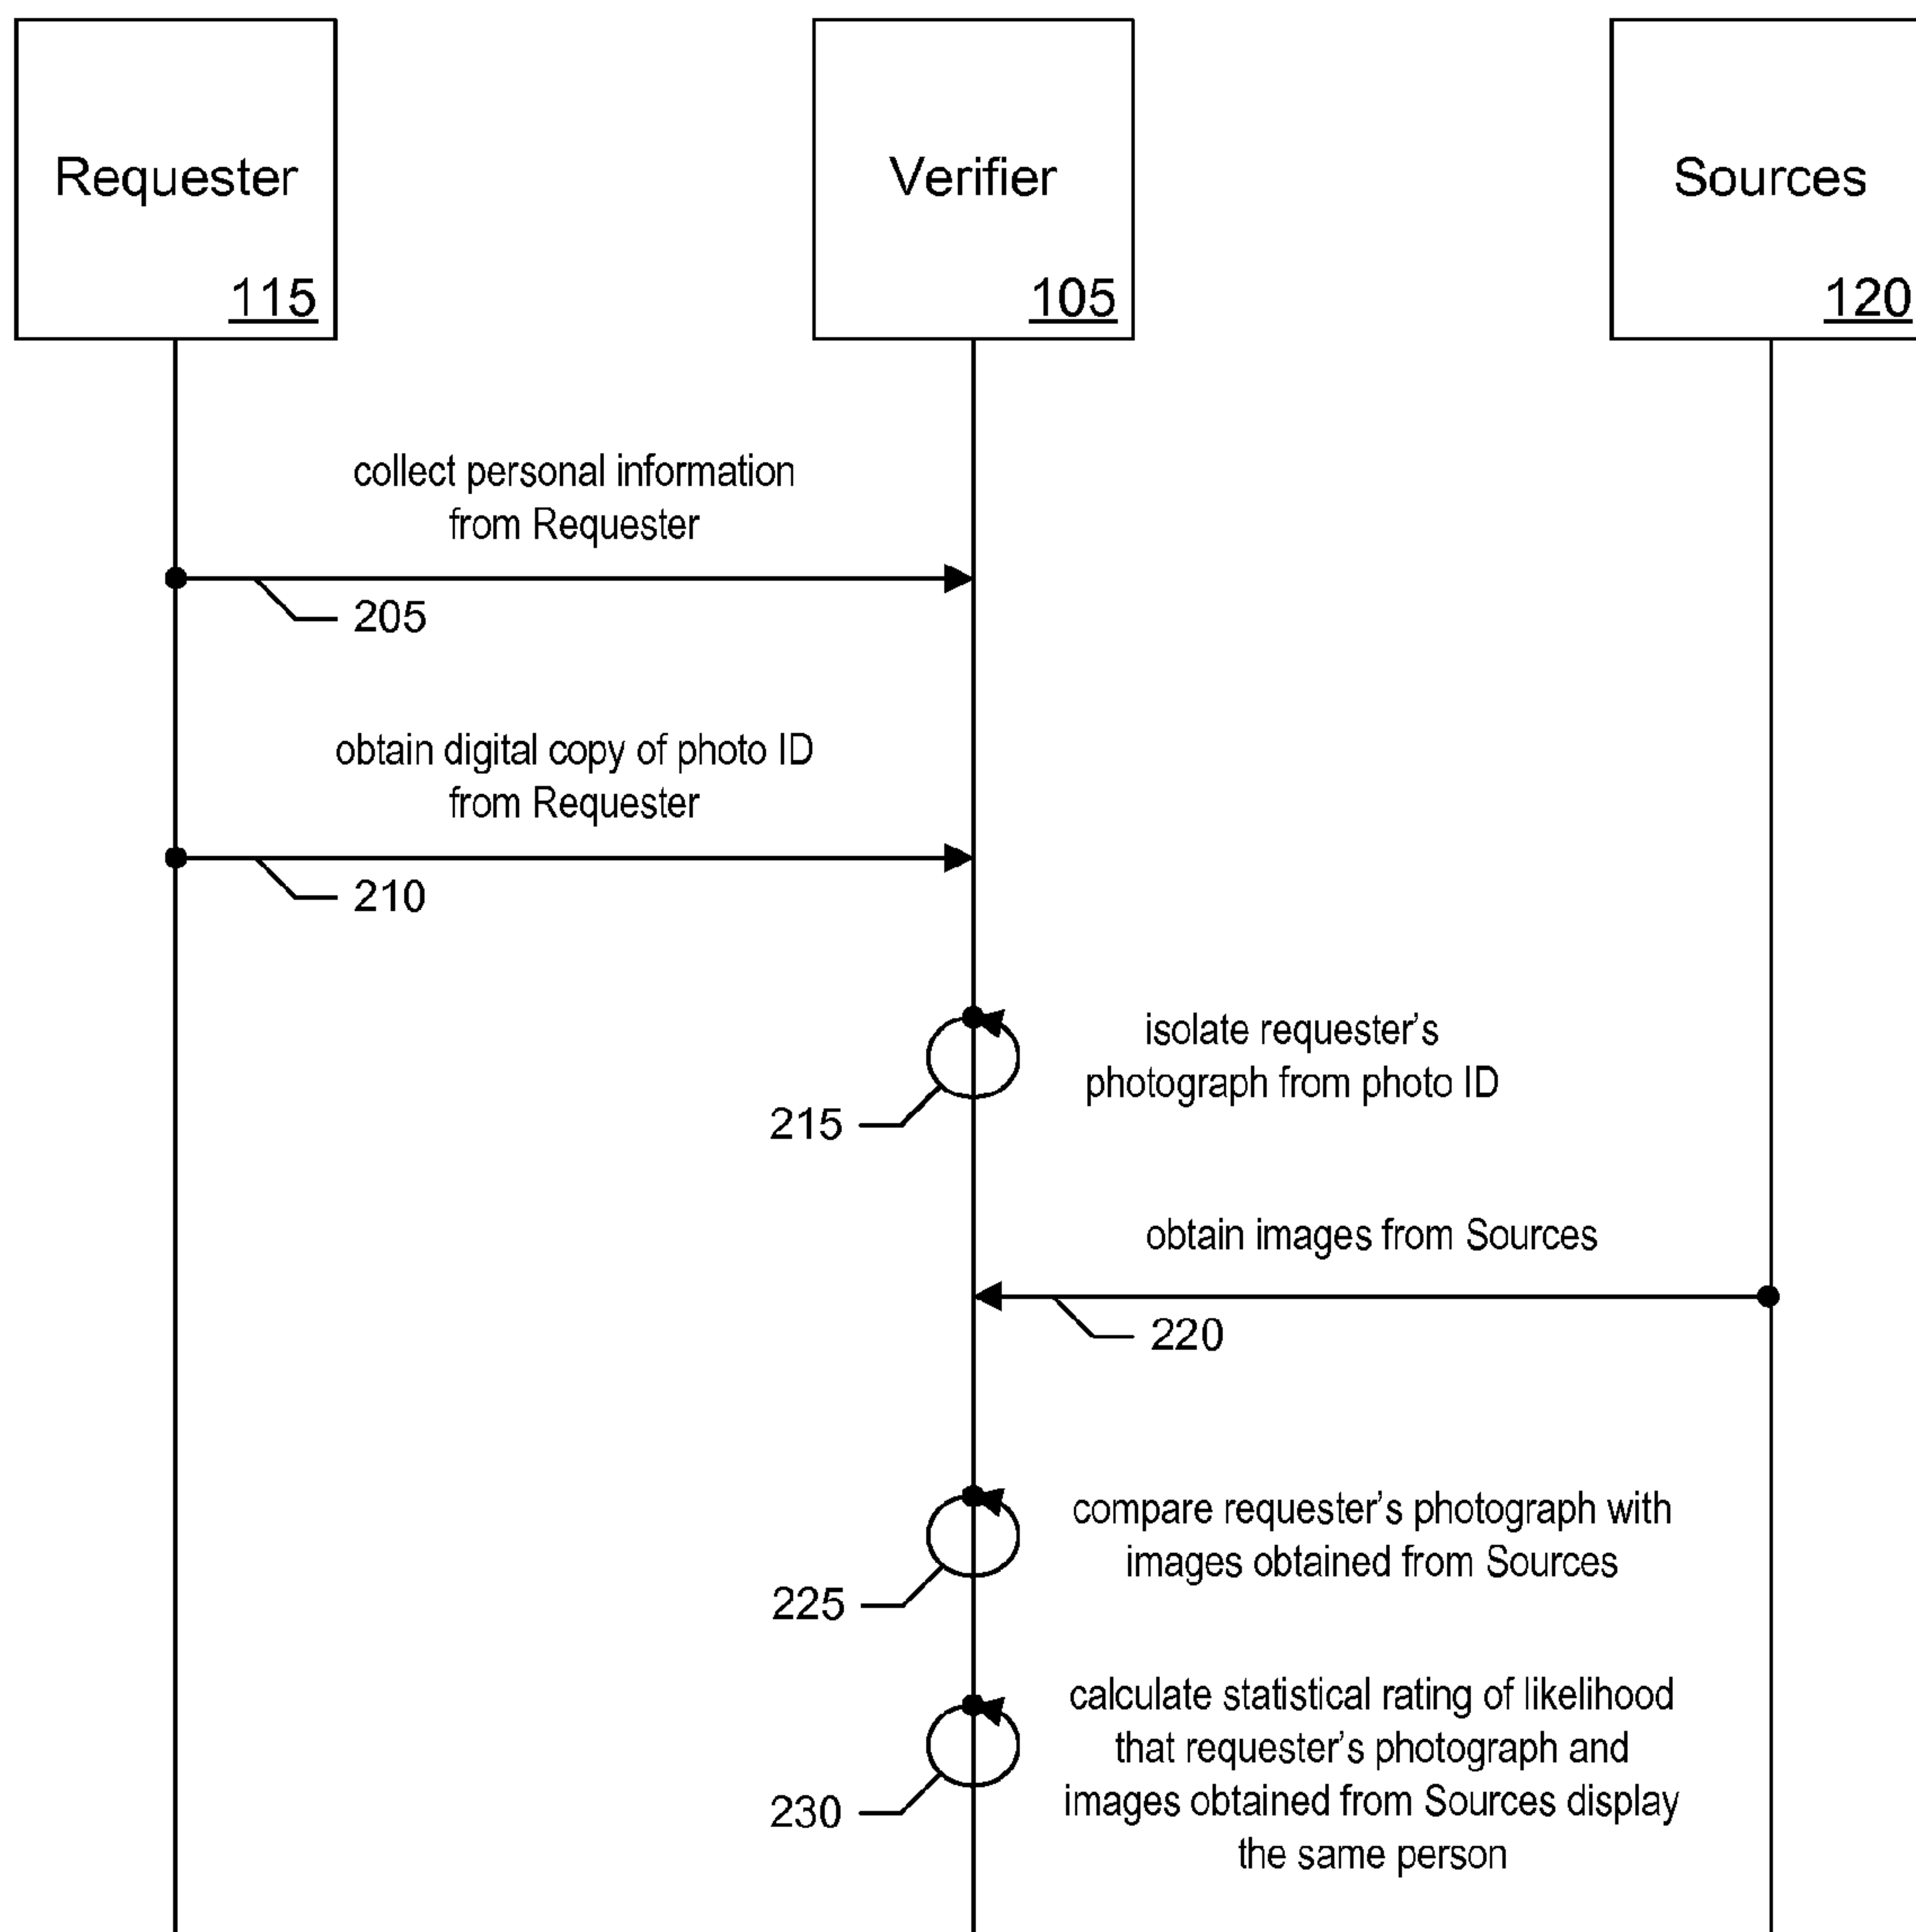 Requester
115
Verifier
105
Sources
120
collect personal information
from Requester
205
obtain digital copy of photo ID
from Requester
210
isolate requester's
photograph from photo ID
215
obtain images from Sources
220
compare requester's photograph with
images obtained from Sources
225
calculate statistical rating of likelihood
that requester's photograph and
images obtained from Sources display
the same person
230